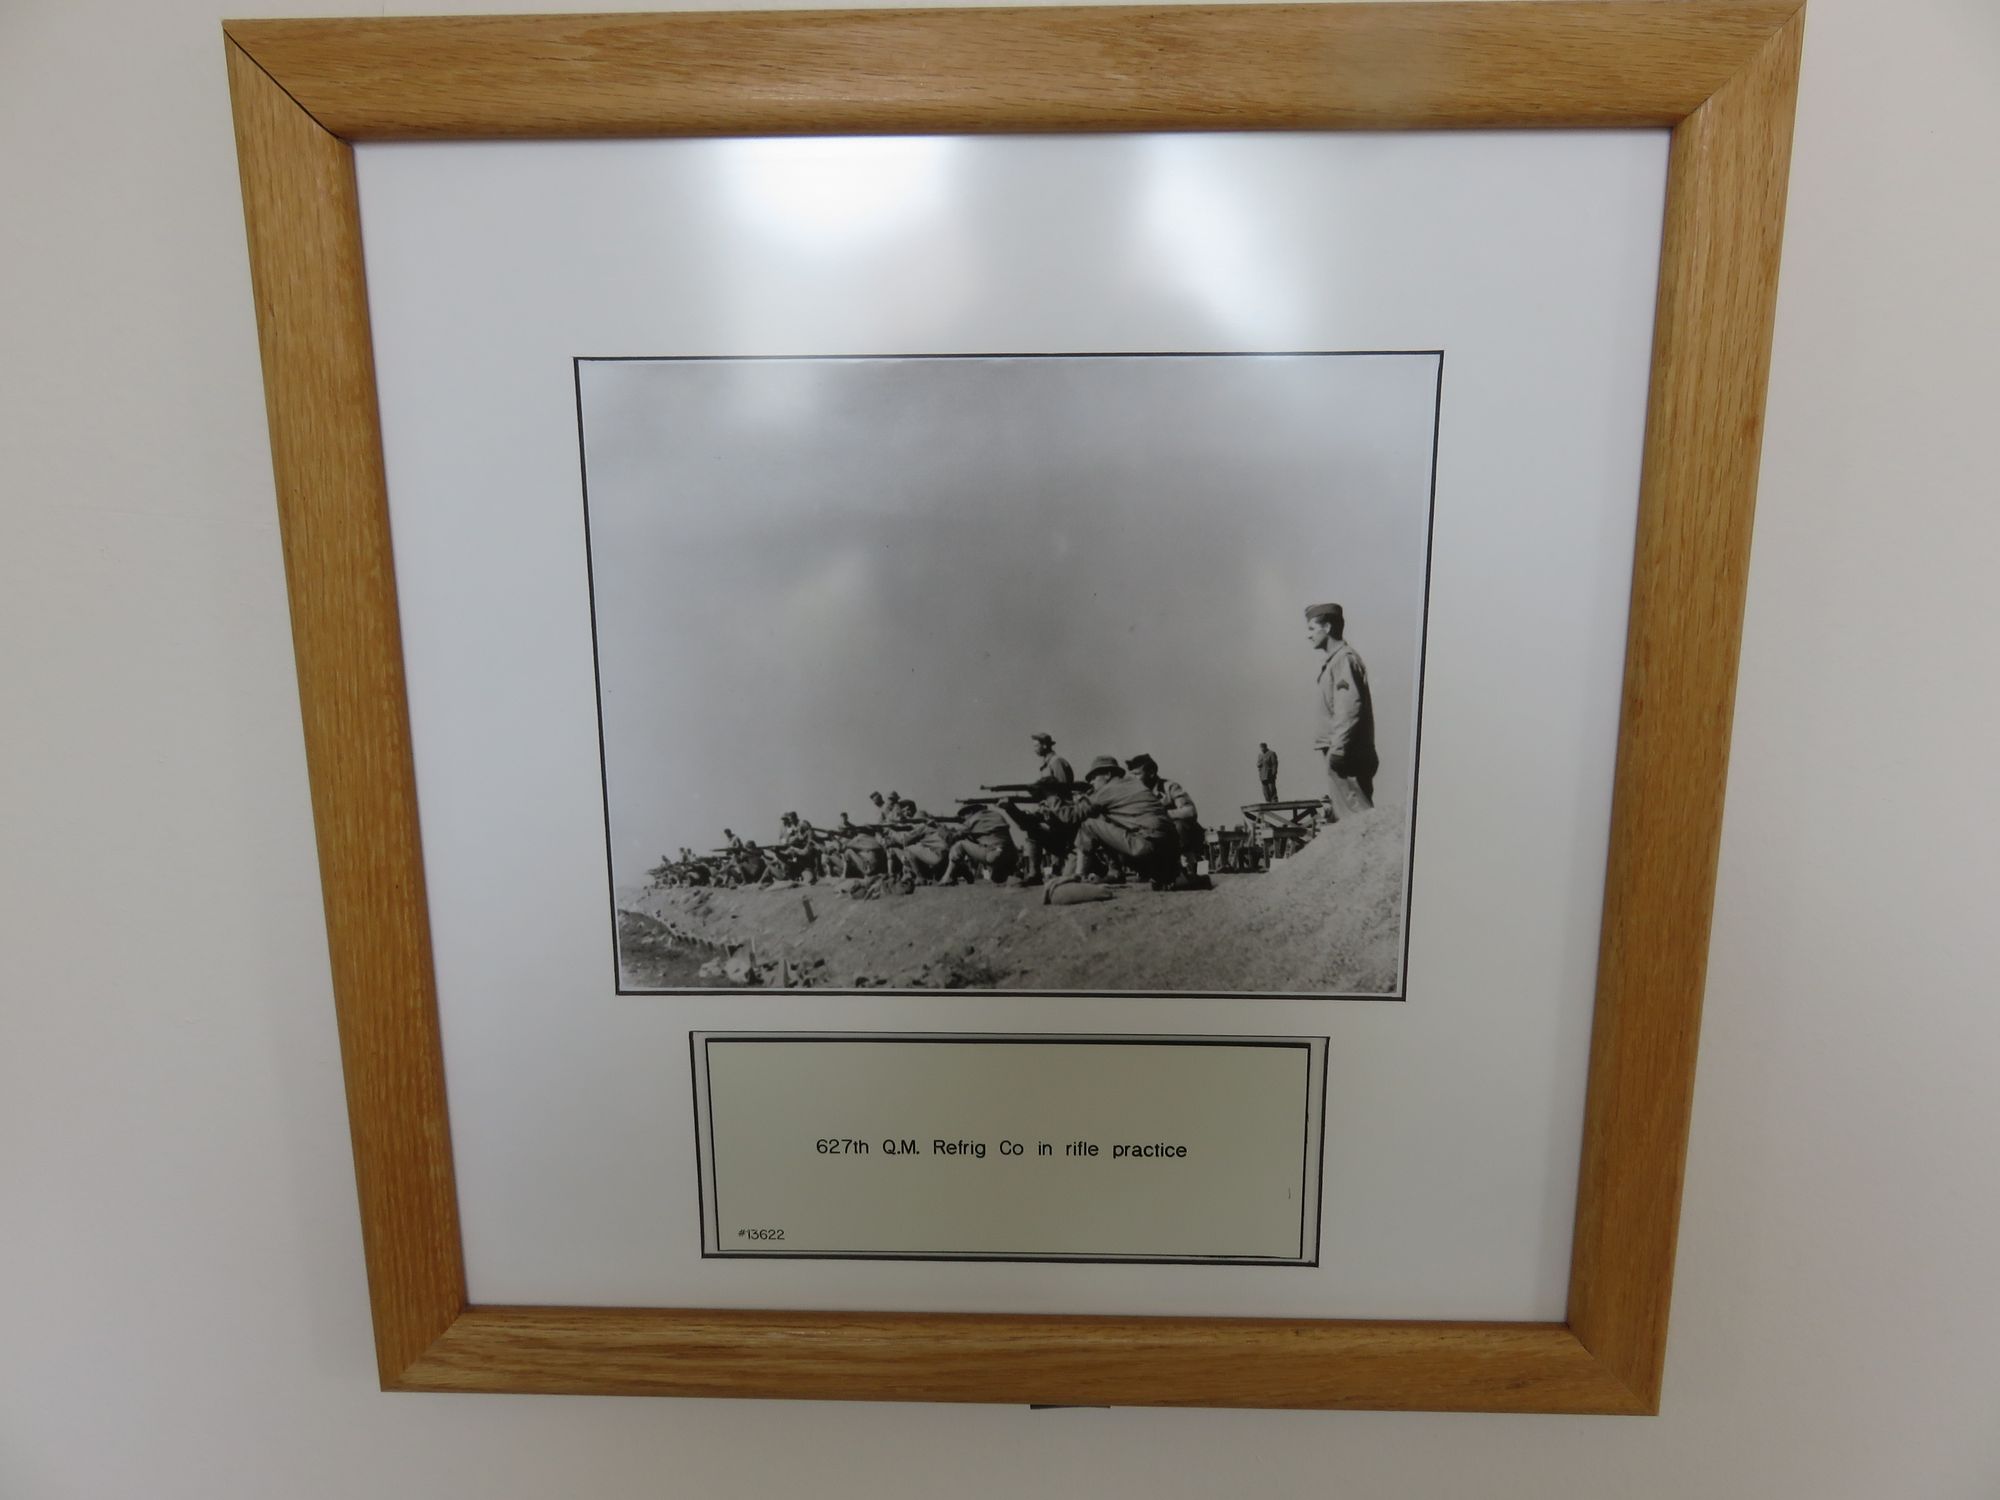 627th Q.M. Refrig Co in rifle practice
#13622